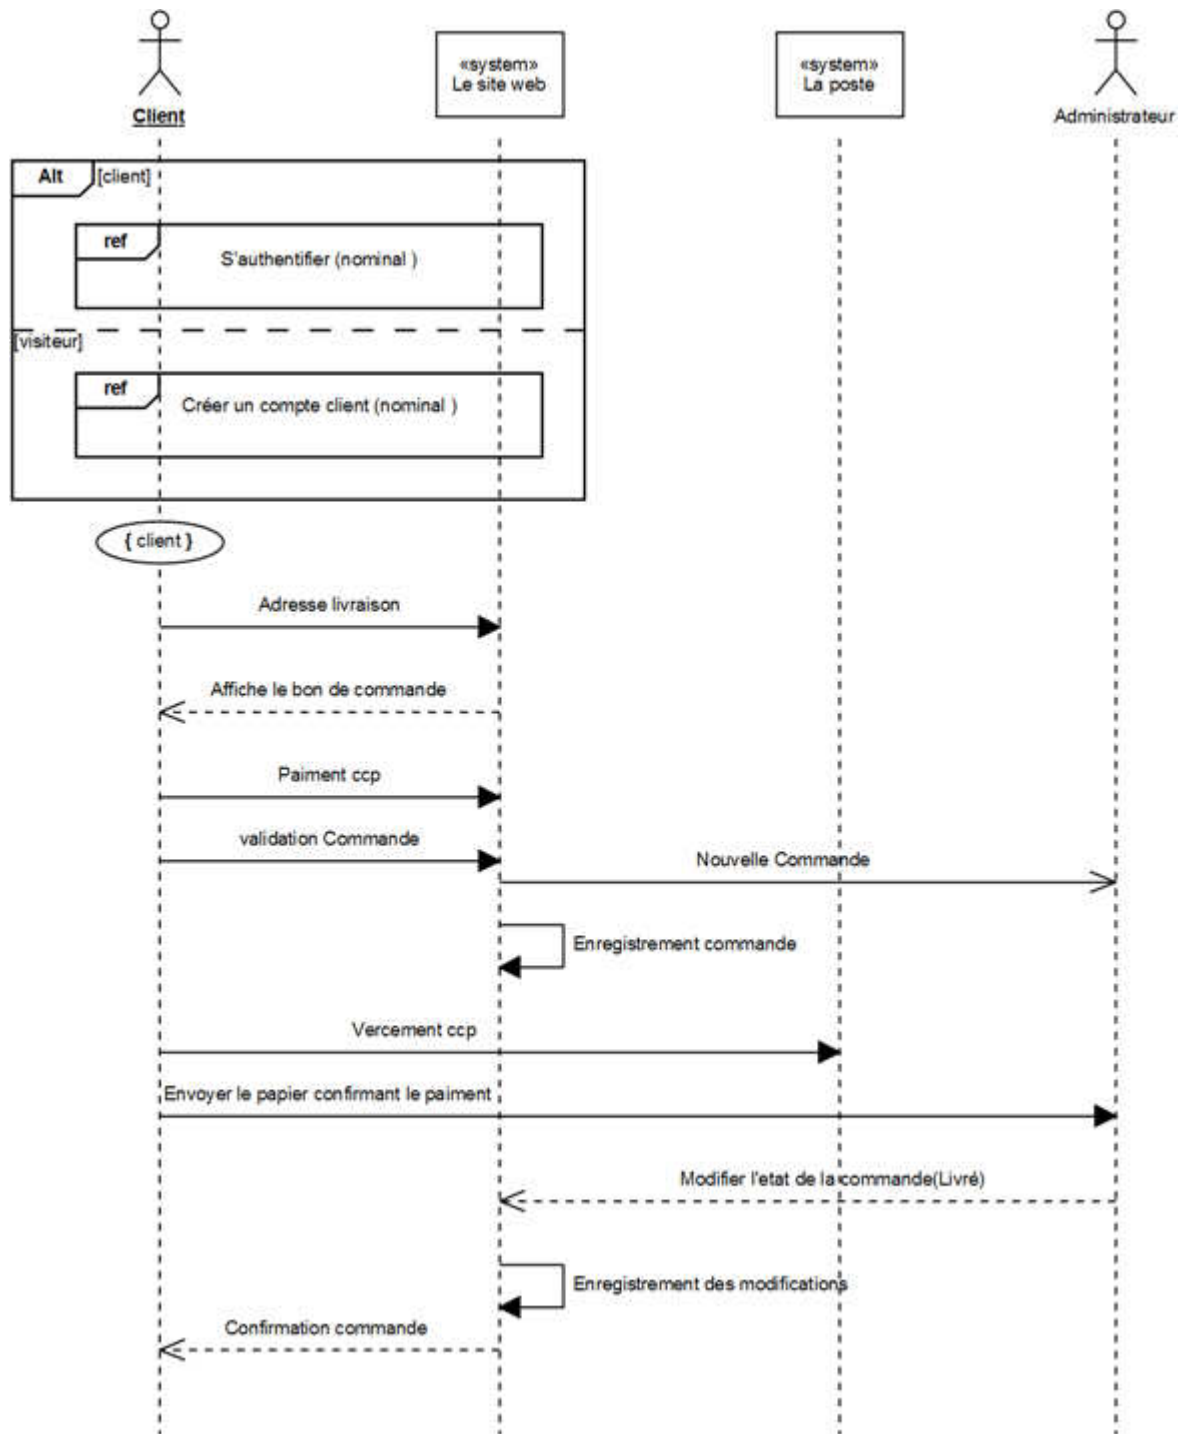 «system»
Le site web
«system»
La poste
Client
Administrateur
Alt [client]
ref
S'authentifier (nominal )
[visiteur]
ref
Créer un compte client (nominal )
{ client }
Adresse livraison
Affiche le bon de commande
Paiment ccp
validation Commande
Nouvelle Commande
Enregistrement commande
Vercement ccp
Envoyer le papier confirmant le paiment
Modifier l'etat de la commande(Livré)
Enregistrement des modifications
Confirmation commande